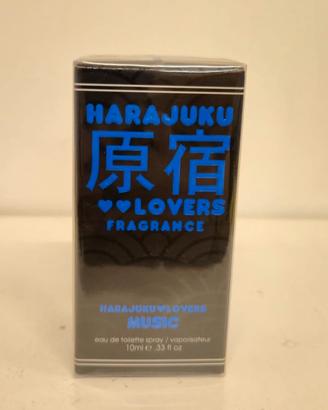 HARAJUKU
原宿
♥♥LOVERS
FRAGRANCE
HARAJUKU♥LOVERS
MUSIC
eau de toilette spray / vaporisateur
10ml ℮ .33 fl oz